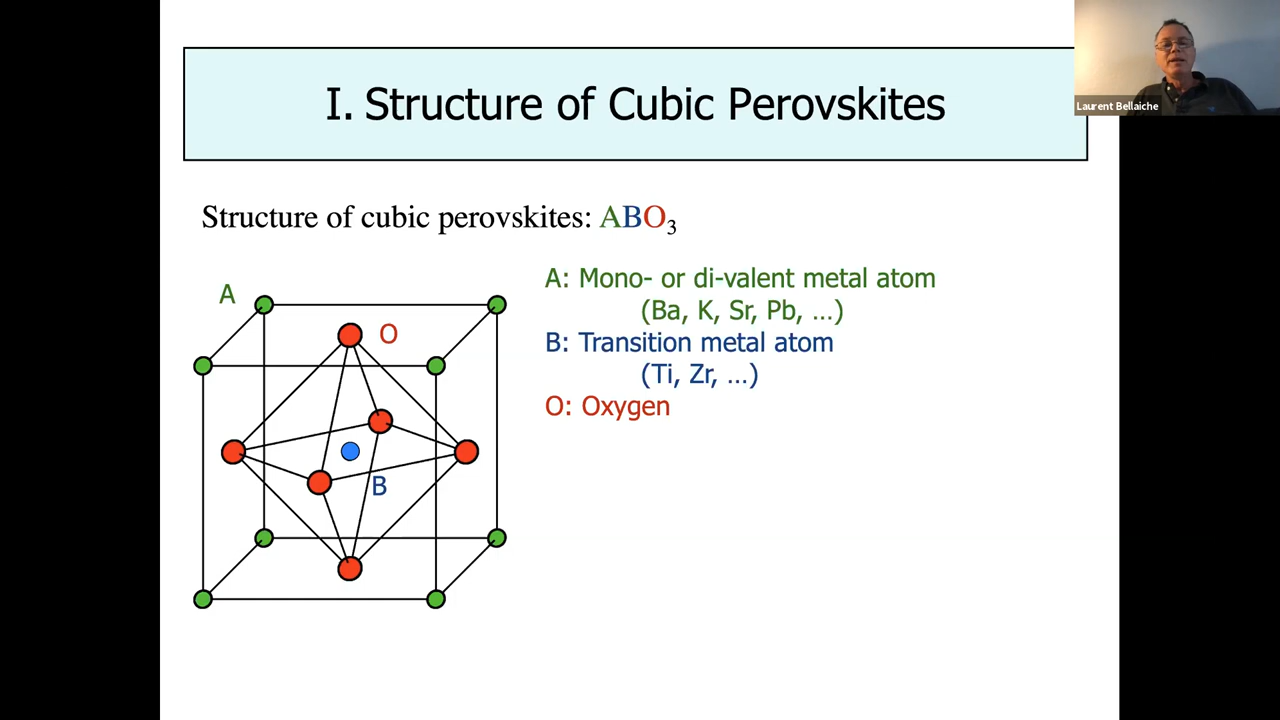 I. Structure of Cubic Perovskites
Laurent Bellaiche
Structure of cubic perovskites: ABO₃
A: Mono- or di-valent metal atom
(Ba, K, Sr, Pb, …)
B: Transition metal atom
(Ti, Zr, …)
O: Oxygen
A
O
B